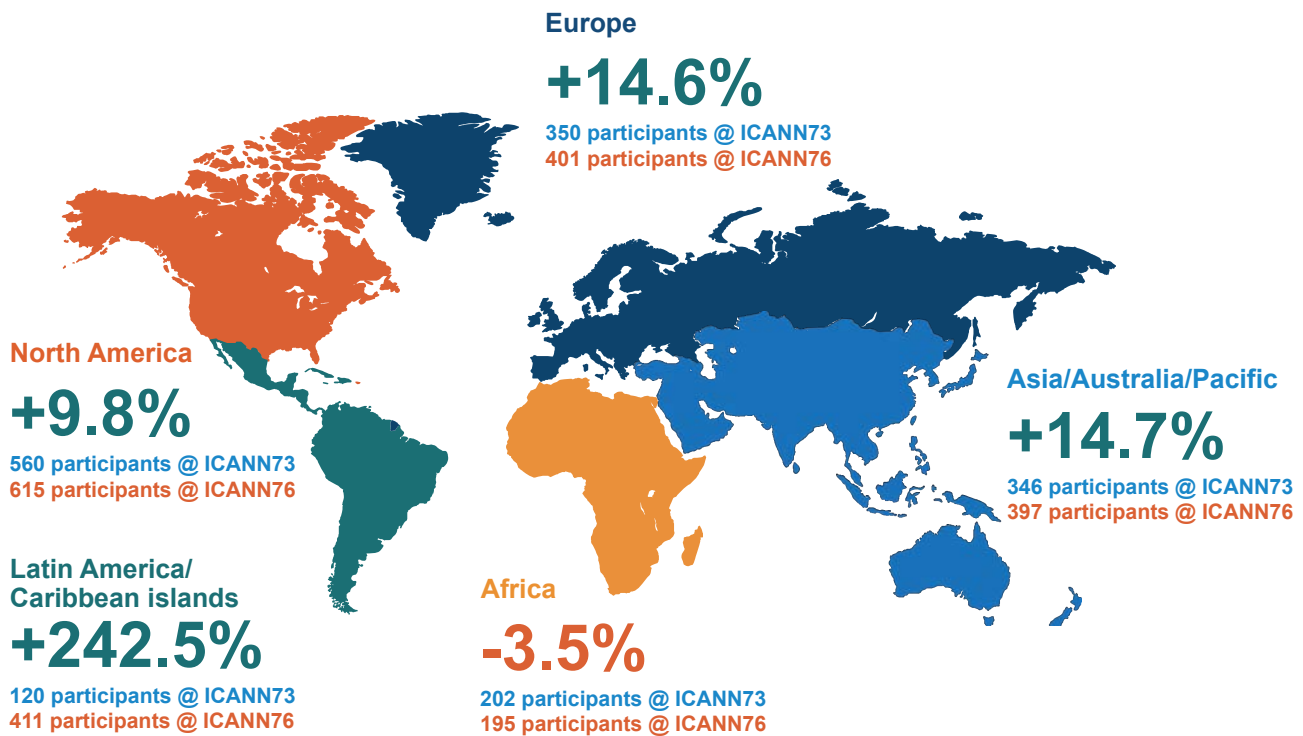 Europe
+14.6%
350 participants @ ICANN73
401 participants @ ICANN76
North America
+9.8%
560 participants @ ICANN73
615 participants @ ICANN76
Asia/Australia/Pacific
+14.7%
346 participants @ ICANN73
397 participants @ ICANN76
Latin America/
Caribbean islands
+242.5%
120 participants @ ICANN73
411 participants @ ICANN76
Africa
-3.5%
202 participants @ ICANN73
195 participants @ ICANN76